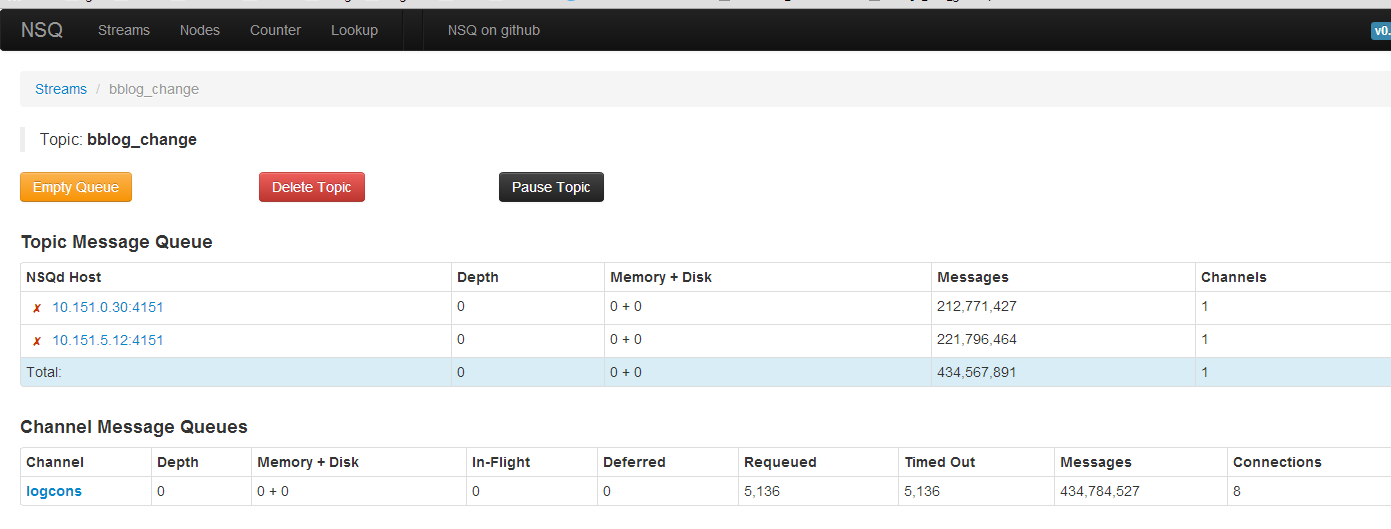 NSQ Streams Nodes Counter Lookup NSQ on github v0.
Streams / bblog_change
Topic: bblog_change
Empty Queue Delete Topic Pause Topic
Topic Message Queue
NSQd Host Depth Memory + Disk Messages Channels
✗ 10.151.0.30:4151 0 0 + 0 212,771,427 1
✗ 10.151.5.12:4151 0 0 + 0 221,796,464 1
Total: 0 0 + 0 434,567,891 1
Channel Message Queues
Channel Depth Memory + Disk In-Flight Deferred Requeued Timed Out Messages Connections
logcons 0 0 + 0 0 0 5,136 5,136 434,784,527 8